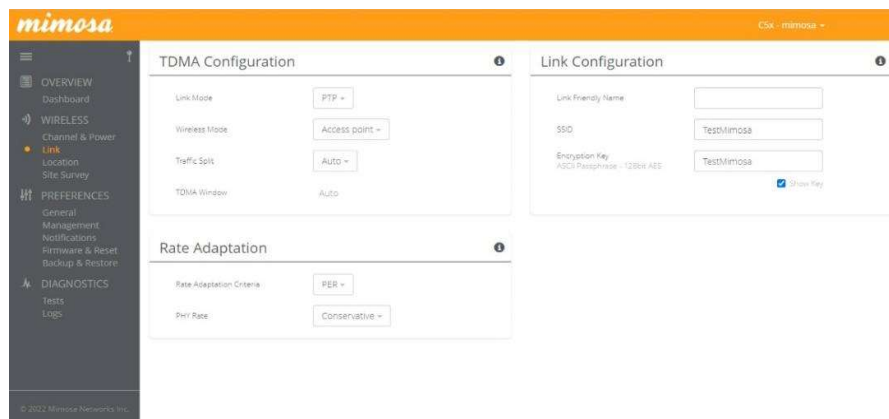 mimosa
C5x - mimosa
OVERVIEW
Dashboard
WIRELESS
Channel & Power
Link
Location
Site Survey
PREFERENCES
General
Management
Notifications
Firmware & Reset
Backup & Restore
DIAGNOSTICS
Tests
Logs
© 2022 Mimosa Networks Inc.
TDMA Configuration
Link Mode PTP
Wireless Mode Access point
Traffic Split Auto
TDMA Window Auto
Rate Adaptation
Rate Adaptation Criteria PER
PHY Rate Conservative
Link Configuration
Link Friendly Name
SSID TestMimosa
Encryption Key TestMimosa
ASCII Passphrase - 128bit AES
Show Key